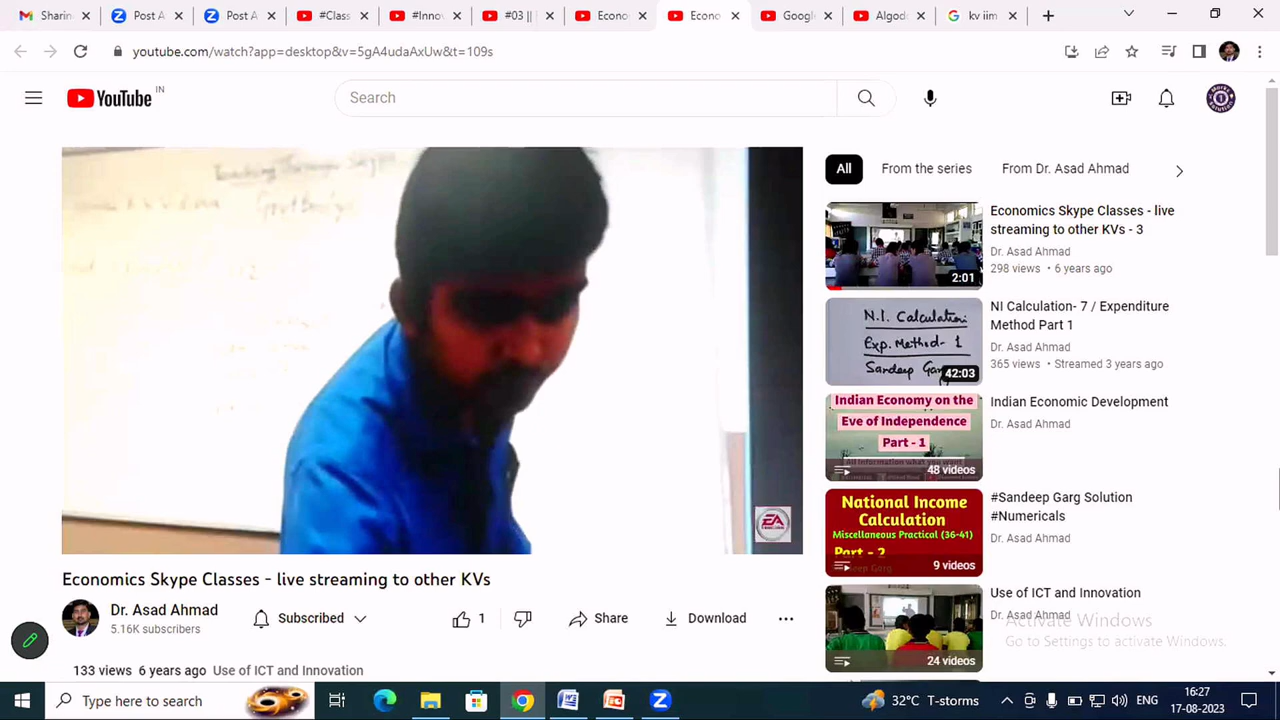 Sharin
Post A
Post A
#Class
#Innov
#03 ||
Econo
Econo
Googl
Algod
kv iim
youtube.com/watch?app=desktop&v=5gA4udaAxUw&t=109s
YouTube IN
Search
All
From the series
From Dr. Asad Ahmad
Economics Skype Classes - live
streaming to other KVs - 3
Dr. Asad Ahmad
298 views • 6 years ago
2:01
N.I. Calculation
Exp. Method- 1
Sandeep Gar
42:03
NI Calculation- 7 / Expenditure
Method Part 1
Dr. Asad Ahmad
365 views • Streamed 3 years ago
Indian Economy on the
Eve of Independence
Part - 1
48 videos
Indian Economic Development
Dr. Asad Ahmad
National Income
Calculation
Miscellaneous Practical (36-41)
Part - 2
9 videos
#Sandeep Garg Solution
#Numericals
Dr. Asad Ahmad
24 videos
Use of ICT and Innovation
Dr. Asad Ahmad
EA
Economics Skype Classes - live streaming to other KVs
Dr. Asad Ahmad
5.16K subscribers
Subscribed
1
Share
Download
133 views
years ago
Use of ICT and Innovation
Activate Windows
Go to Settings to activate Windows.
Type here to search
32°C T-storms
ENG
16:27
17-08-2023